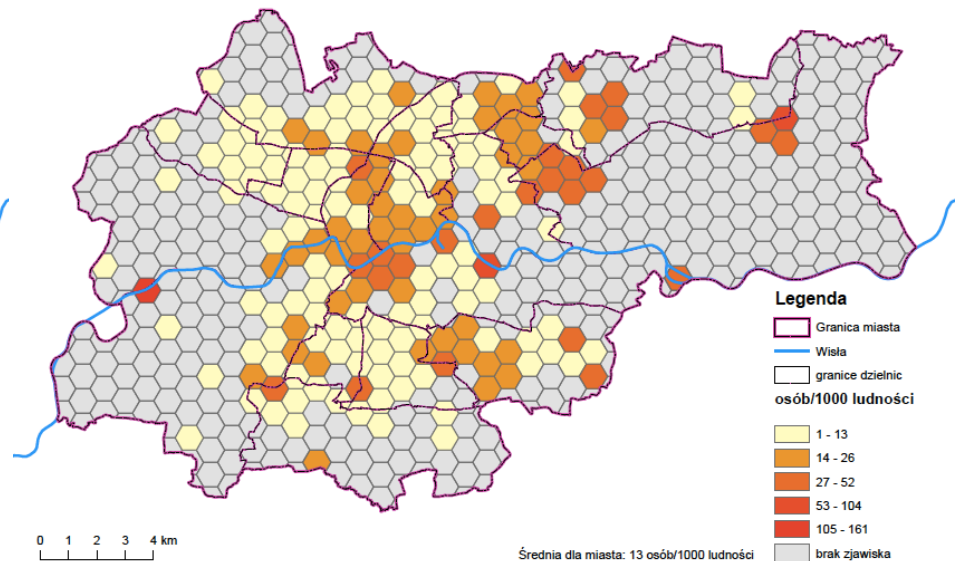 Legenda
Granica miasta
Wisła
granice dzielnic
osób/1000 ludności
1 - 13
14 - 26
27 - 52
53 - 104
105 - 161
brak zjawiska
0 1 2 4 km
Średnia dla miasta: 13 osób/1000 ludności